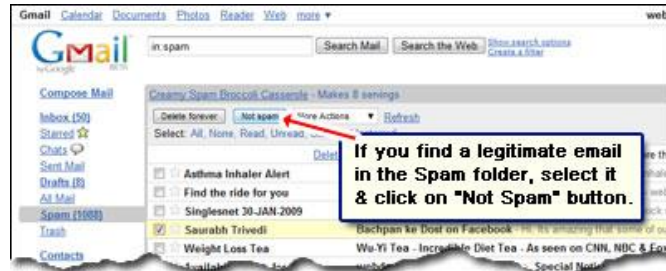 Gmail Calendar Documents Photos Reader Web more ▼
web
Gmail
by Google BETA
in:spam
Search Mail
Search the Web
Show search options
Create a filter
Compose Mail
Inbox (50)
Starred
Chats
Sent Mail
Drafts (8)
All Mail
Spam (1088)
Trash
Contacts
Creamy Spam Broccoli Casserole - Makes 8 servings
Delete forever
Not spam
More Actions ▼
Refresh
Select: All, None, Read, Unread,
Asthma Inhaler Alert
Find the ride for you
Singlesnet 30-JAN-2009
Saurabh Trivedi
Bachpan ke Dost on Facebook - Hi, Its amazing that some of
Weight Loss Tea
Wu-Yi Tea - Incredible Diet Tea - As seen on CNN, NBC &
Special
If you find a legitimate email
in the Spam folder, select it
& click on "Not Spam" button.